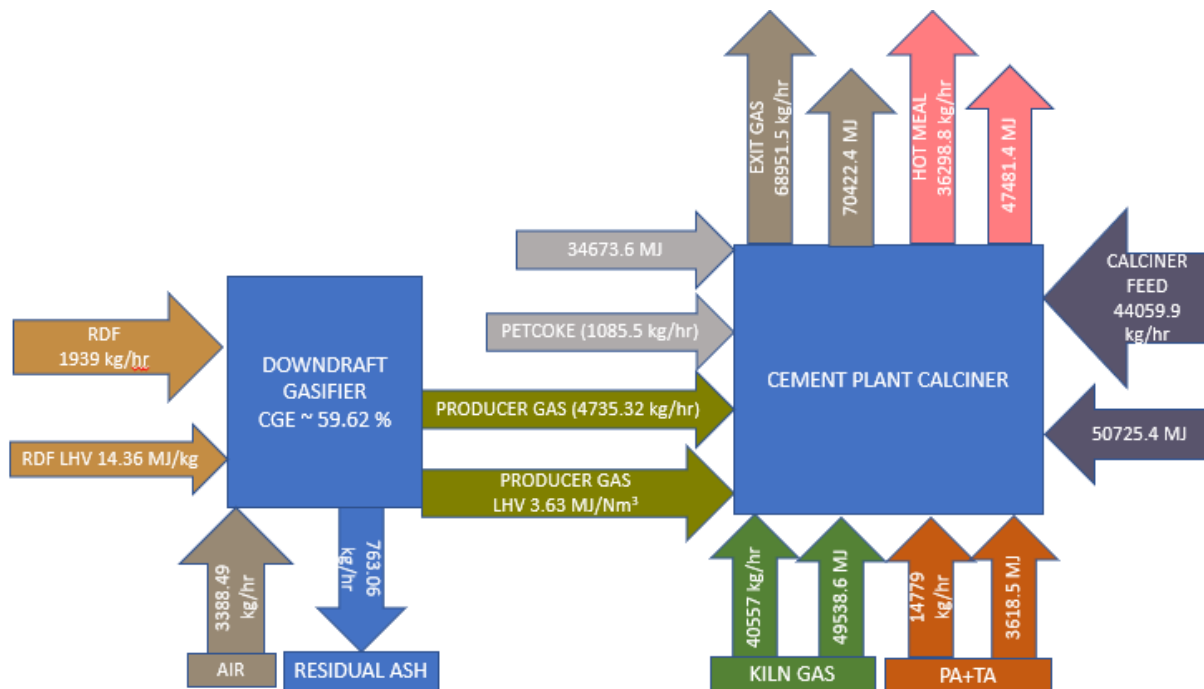 EXIT GAS
68951.5 kg/hr
70422.4 MJ
HOT MEAL
36298.8 kg/hr
47481.4 MJ
34673.6 MJ
PETCOKE (1085.5 kg/hr)
RDF
1939 kg/hr
RDF LHV 14.36 MJ/kg
DOWNDRAFT
GASIFIER
CGE ~ 59.62 %
PRODUCER GAS (4735.32 kg/hr)
PRODUCER GAS
LHV 3.63 MJ/Nm³
CEMENT PLANT CALCINER
CALCINER
FEED
44059.9
kg/hr
50725.4 MJ
3388.49
kg/hr
AIR
763.06
kg/hr
RESIDUAL ASH
40557 kg/hr
49538.6 MJ
KILN GAS
14779
kg/hr
3618.5 MJ
PA+TA